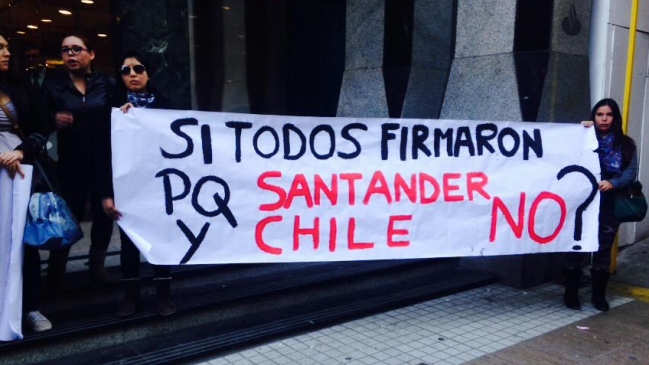 SI TODOS FIRMARON
PQ SANTANDER
Y CHILE NO?